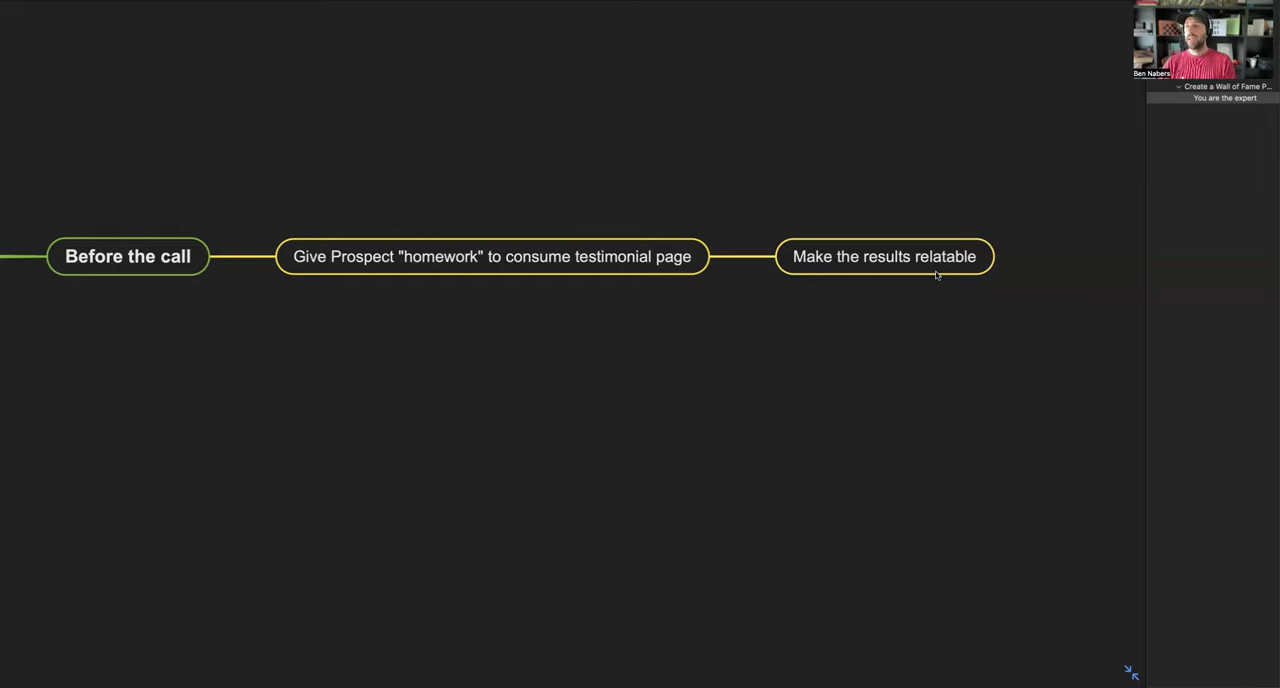 Ben Nabers
Create a Wall of Fame P...
You are the expert
Before the call
Give Prospect "homework" to consume testimonial page
Make the results relatable